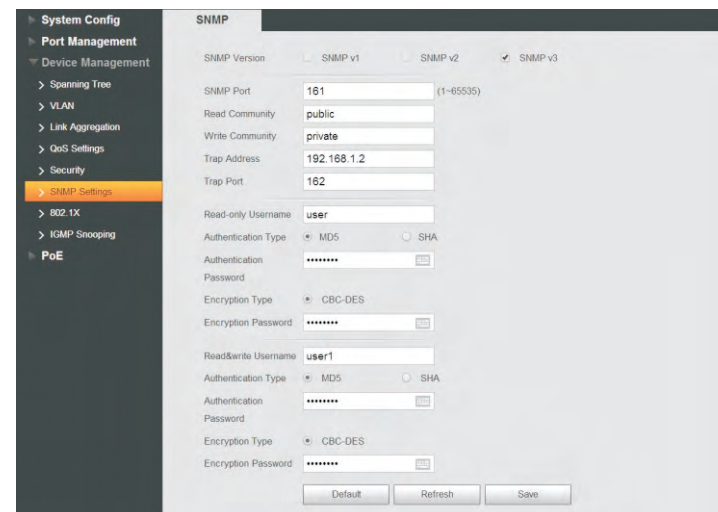 System Config
Port Management
Device Management
Spanning Tree
VLAN
Link Aggregation
QoS Settings
Security
SNMP Settings
802.1X
IGMP Snooping
PoE
SNMP
SNMP Version SNMP v1 SNMP v2 SNMP v3
SNMP Port 161 (1~65535)
Read Community public
Write Community private
Trap Address 192.168.1.2
Trap Port 162
Read-only Username user
Authentication Type MD5 SHA
Authentication ••••••••
Password
Encryption Type CBC-DES
Encryption Password ••••••••
Read&write Username user1
Authentication Type MD5 SHA
Authentication ••••••••
Password
Encryption Type CBC-DES
Encryption Password ••••••••
Default Refresh Save